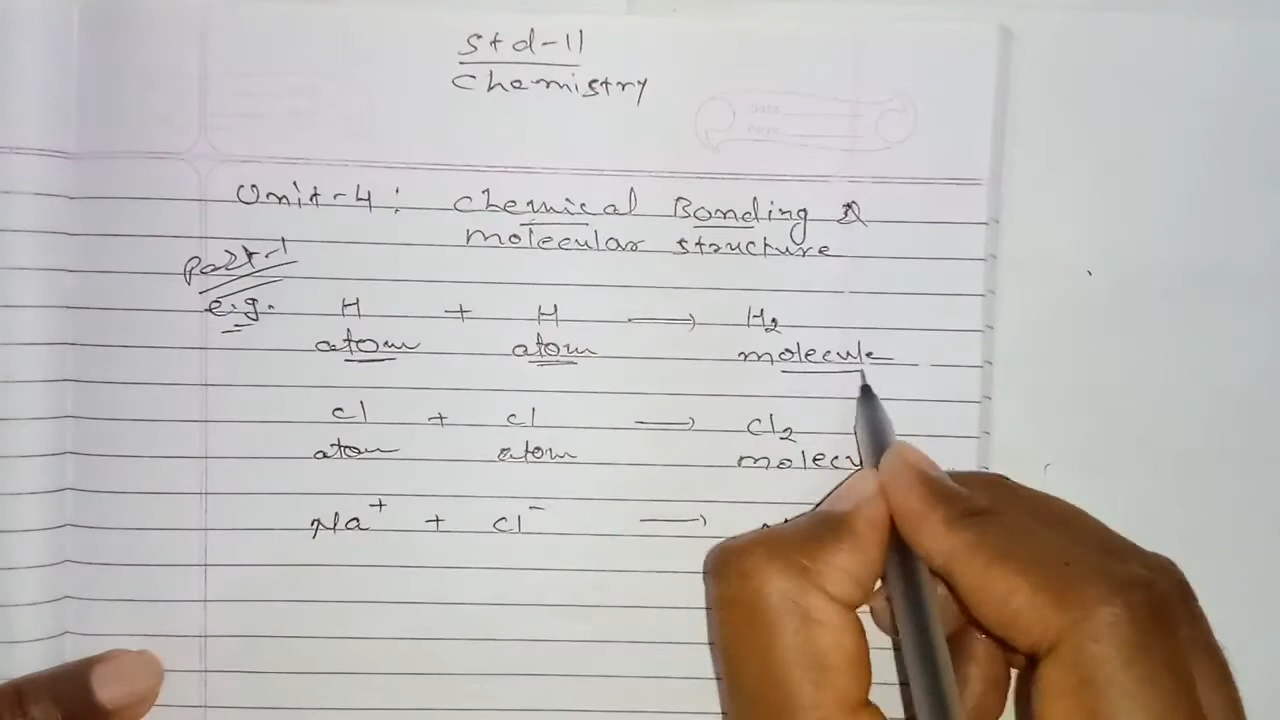 std-11
Chemistry
Unit-4: Chemical Bonding &
molecular structure
part-1
e.g. H + H ⟶ H₂
atom atom molecule
Cl + Cl ⟶ Cl₂
atom atom molecu
Na⁺ + Cl⁻ ⟶